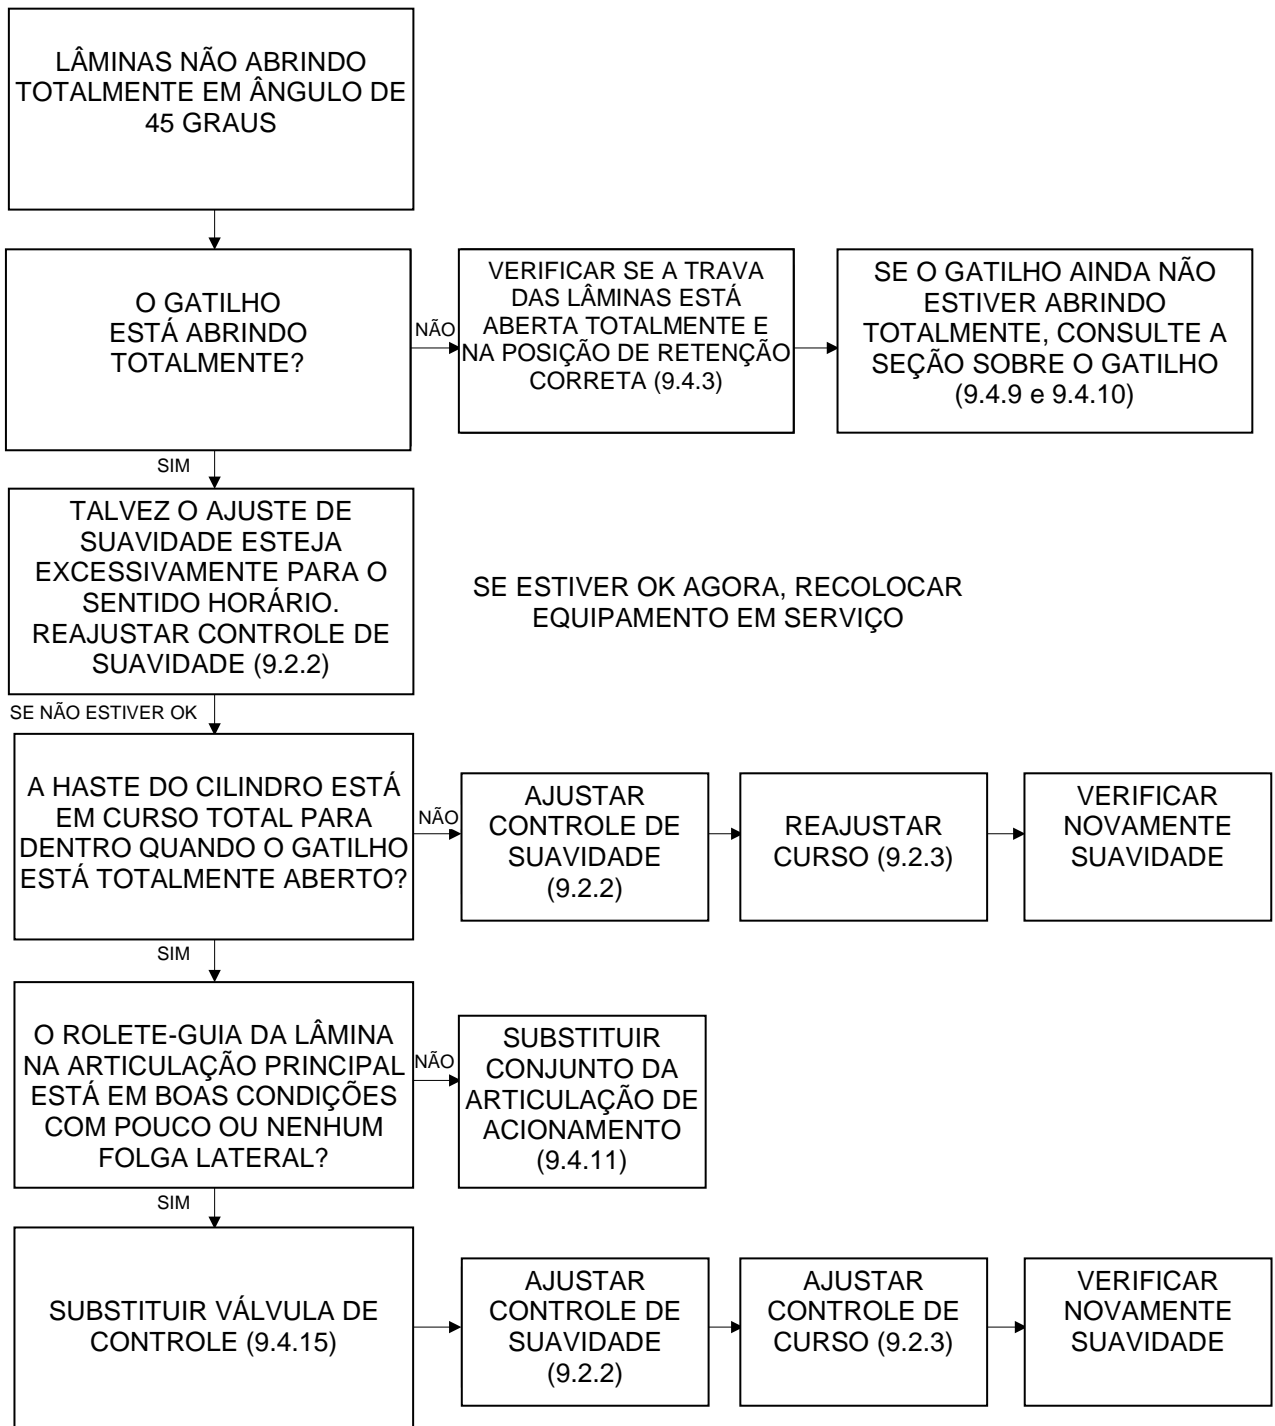 LÂMINAS NÃO ABRINDO
TOTALMENTE EM ÂNGULO DE
45 GRAUS
O GATILHO
ESTÁ ABRINDO
TOTALMENTE?
NÃO
VERIFICAR SE A TRAVA
DAS LÂMINAS ESTÁ
ABERTA TOTALMENTE E
NA POSIÇÃO DE RETENÇÃO
CORRETA (9.4.3)
SE O GATILHO AINDA NÃO
ESTIVER ABRINDO
TOTALMENTE, CONSULTE A
SEÇÃO SOBRE O GATILHO
(9.4.9 e 9.4.10)
SIM
TALVEZ O AJUSTE DE
SUAVIDADE ESTEJA
EXCESSIVAMENTE PARA O
SENTIDO HORÁRIO.
REAJUSTAR CONTROLE DE
SUAVIDADE (9.2.2)
SE ESTIVER OK AGORA, RECOLOCAR
EQUIPAMENTO EM SERVIÇO
SE NÃO ESTIVER OK
A HASTE DO CILINDRO ESTÁ
EM CURSO TOTAL PARA
DENTRO QUANDO O GATILHO
ESTÁ TOTALMENTE ABERTO?
NÃO
AJUSTAR
CONTROLE DE
SUAVIDADE
(9.2.2)
REAJUSTAR
CURSO (9.2.3)
VERIFICAR
NOVAMENTE
SUAVIDADE
SIM
O ROLETE-GUIA DA LÂMINA
NA ARTICULAÇÃO PRINCIPAL
ESTÁ EM BOAS CONDIÇÕES
COM POUCO OU NENHUM
FOLGA LATERAL?
NÃO
SUBSTITUIR
CONJUNTO DA
ARTICULAÇÃO DE
ACIONAMENTO
(9.4.11)
SIM
SUBSTITUIR VÁLVULA DE
CONTROLE (9.4.15)
AJUSTAR
CONTROLE DE
SUAVIDADE
(9.2.2)
AJUSTAR
CONTROLE DE
CURSO (9.2.3)
VERIFICAR
NOVAMENTE
SUAVIDADE